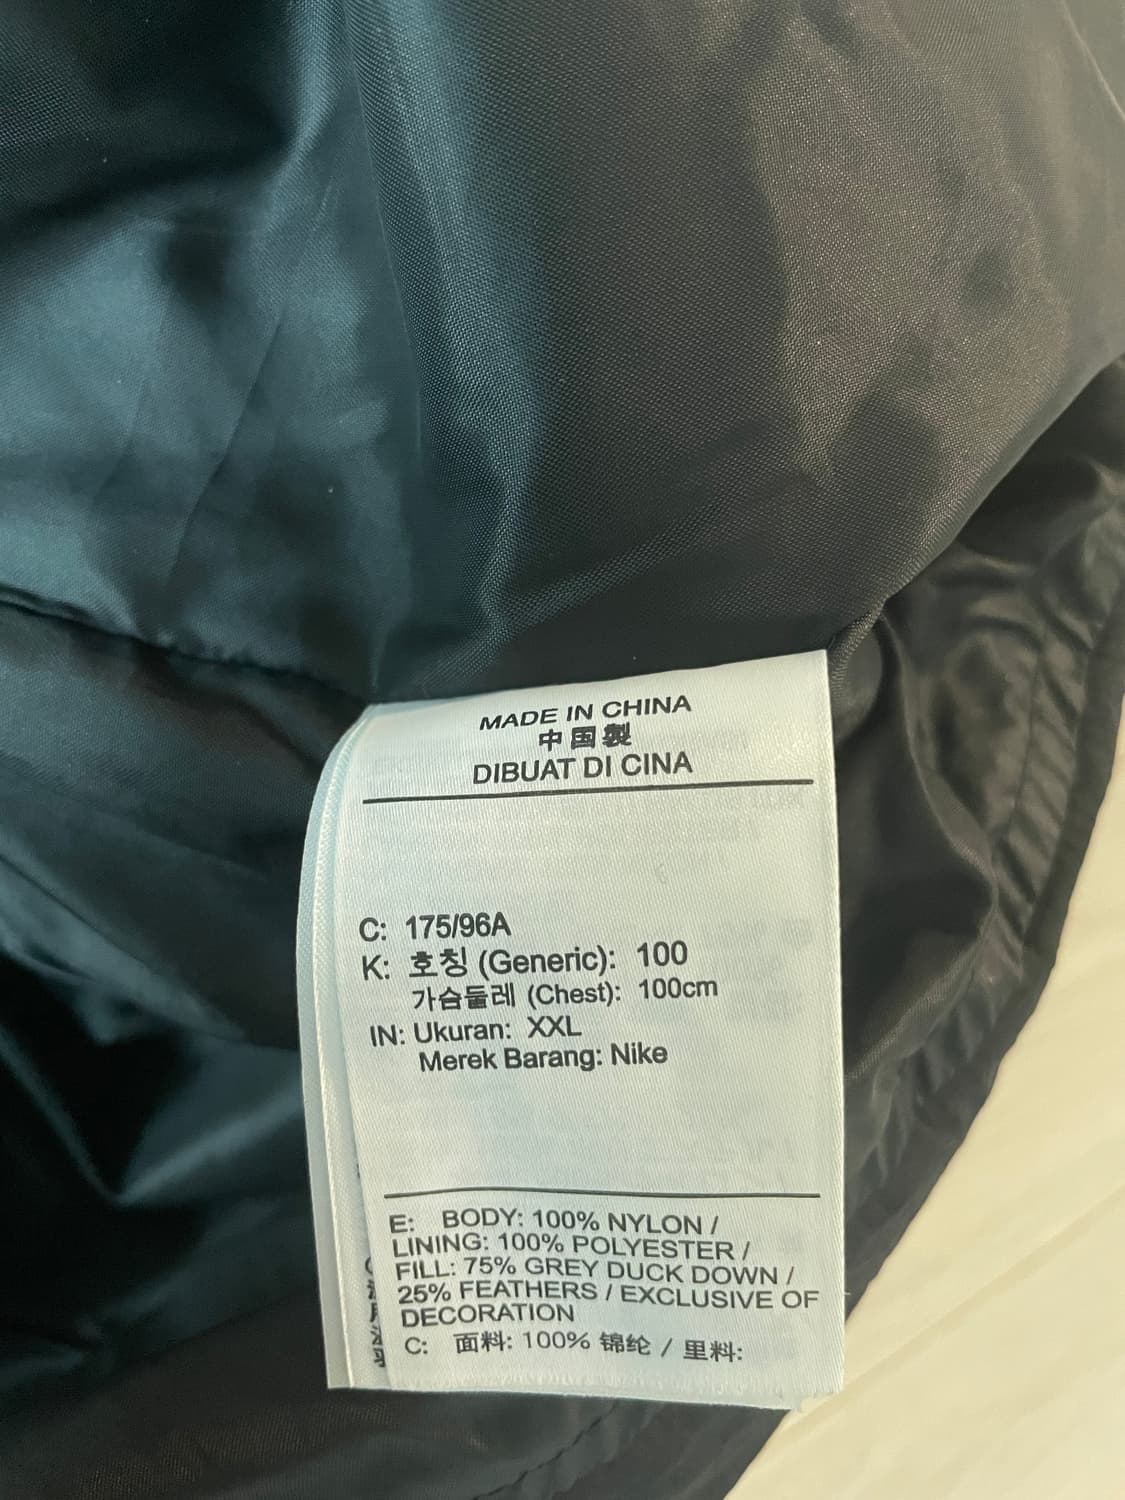 MADE IN CHINA
中国製
DIBUAT DI CINA
C: 175/96A
K: 호칭 (Generic): 100
가슴둘레 (Chest): 100cm
IN: Ukuran: XXL
Merek Barang: Nike
E: BODY: 100% NYLON /
LINING: 100% POLYESTER /
FILL: 75% GREY DUCK DOWN /
25% FEATHERS / EXCLUSIVE OF
DECORATION
C: 面料: 100% 锦纶 / 里料: